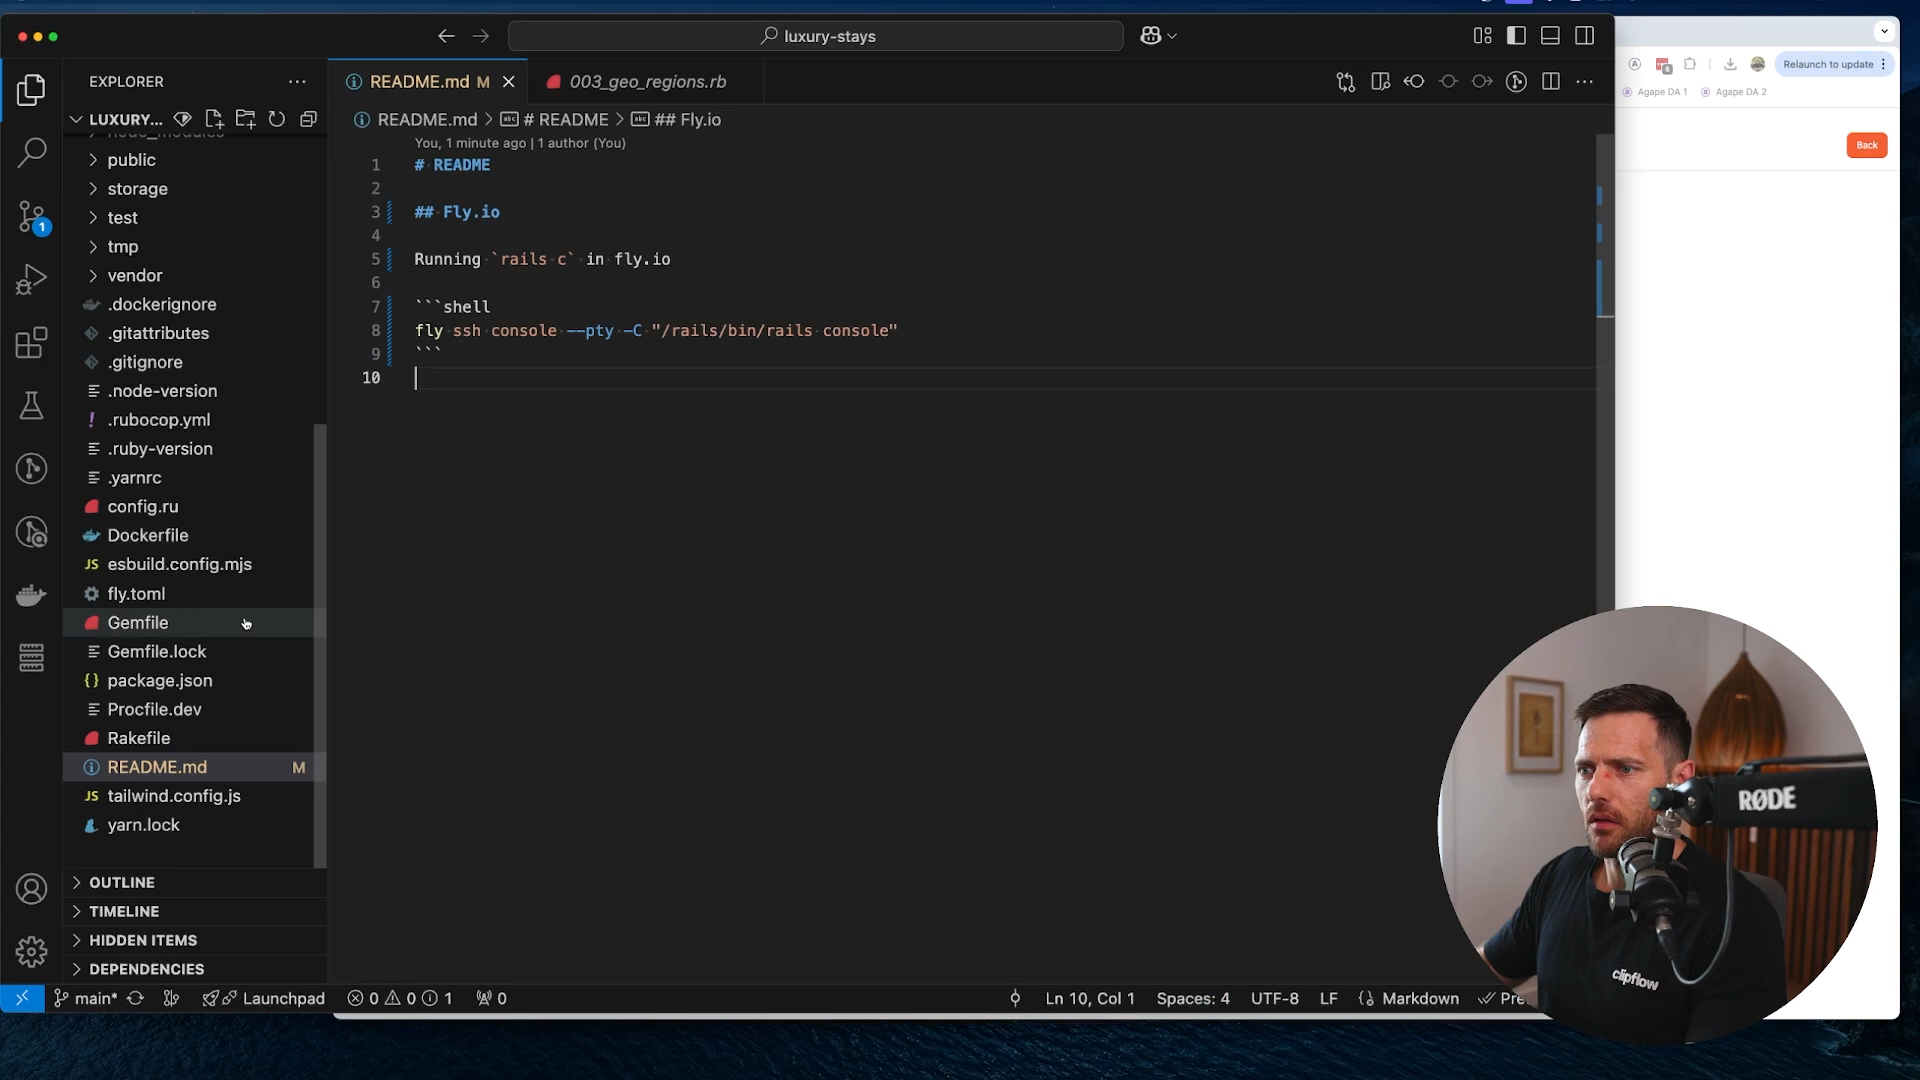 luxury-stays
Relaunch to update
Agape DA 1
Agape DA 2
Back
EXPLORER
LUXURY...
node_modules
public
storage
test
tmp
vendor
.dockerignore
.gitattributes
.gitignore
.node-version
.rubocop.yml
.ruby-version
.yarnrc
config.ru
Dockerfile
esbuild.config.mjs
fly.toml
Gemfile
Gemfile.lock
package.json
Procfile.dev
Rakefile
README.md M
tailwind.config.js
yarn.lock
OUTLINE
TIMELINE
HIDDEN ITEMS
DEPENDENCIES
1
README.md M
003_geo_regions.rb
README.md > # README > ## Fly.io
You, 1 minute ago | 1 author (You)
1 # README
2
3 ## Fly.io
4
5 Running `rails c` in fly.io
6
7 ```shell
8 fly ssh console --pty -C "/rails/bin/rails console"
9 ```
10
RØDE
clipflow
main* Launchpad 0 0 1 0
Ln 10, Col 1 Spaces: 4 UTF-8 LF Markdown